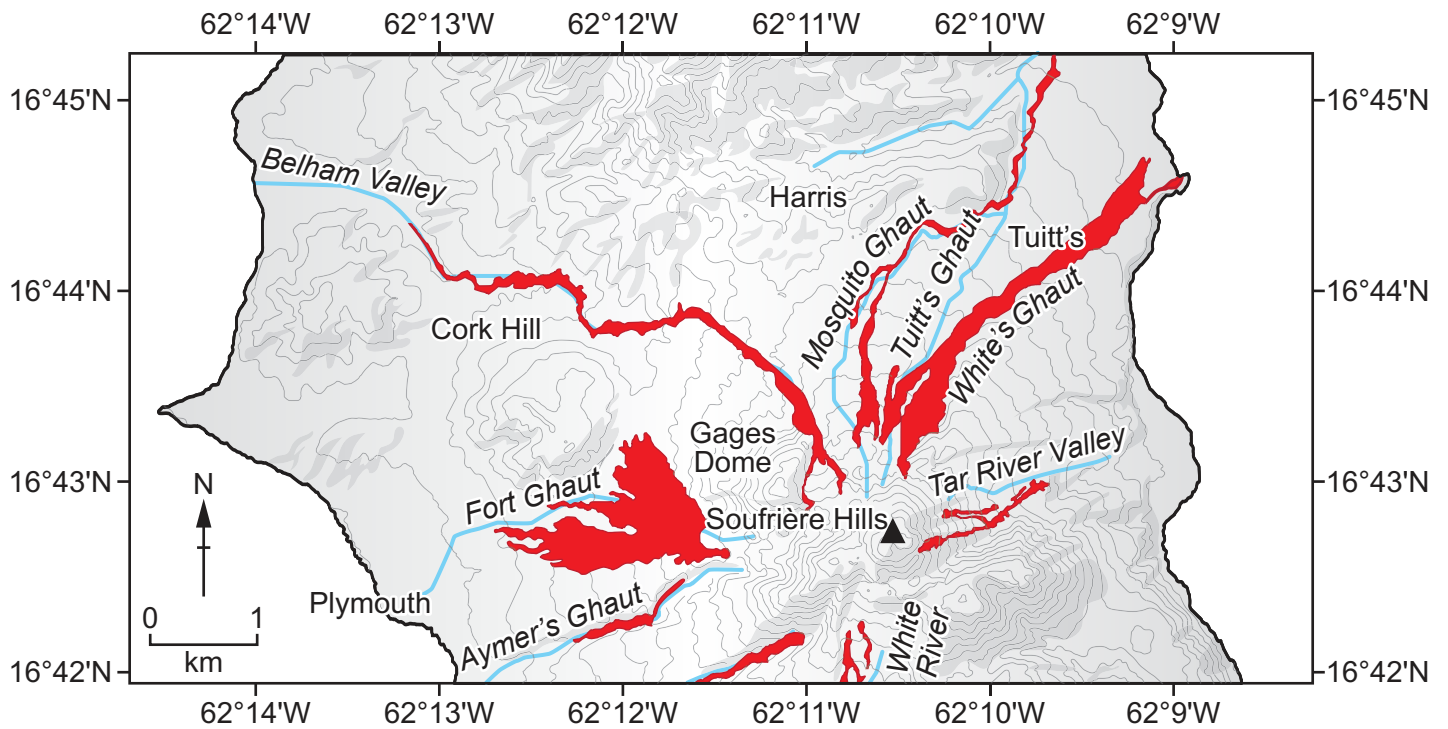 62°14'W 62°13'W 62°12'W 62°11'W 62°10'W 62°9'W
16°45'N 16°45'N
Belham Valley
Harris
Mosquito Ghaut
Tuitt's Ghaut
Tuitt's
16°44'N 16°44'N
Cork Hill
White's Ghaut
Gages
Dome
Tar River Valley
16°43'N 16°43'N
N
Fort Ghaut
Soufrière Hills
Plymouth
0 1
km
Aymer's Ghaut
White
River
16°42'N 16°42'N
62°14'W 62°13'W 62°12'W 62°11'W 62°10'W 62°9'W